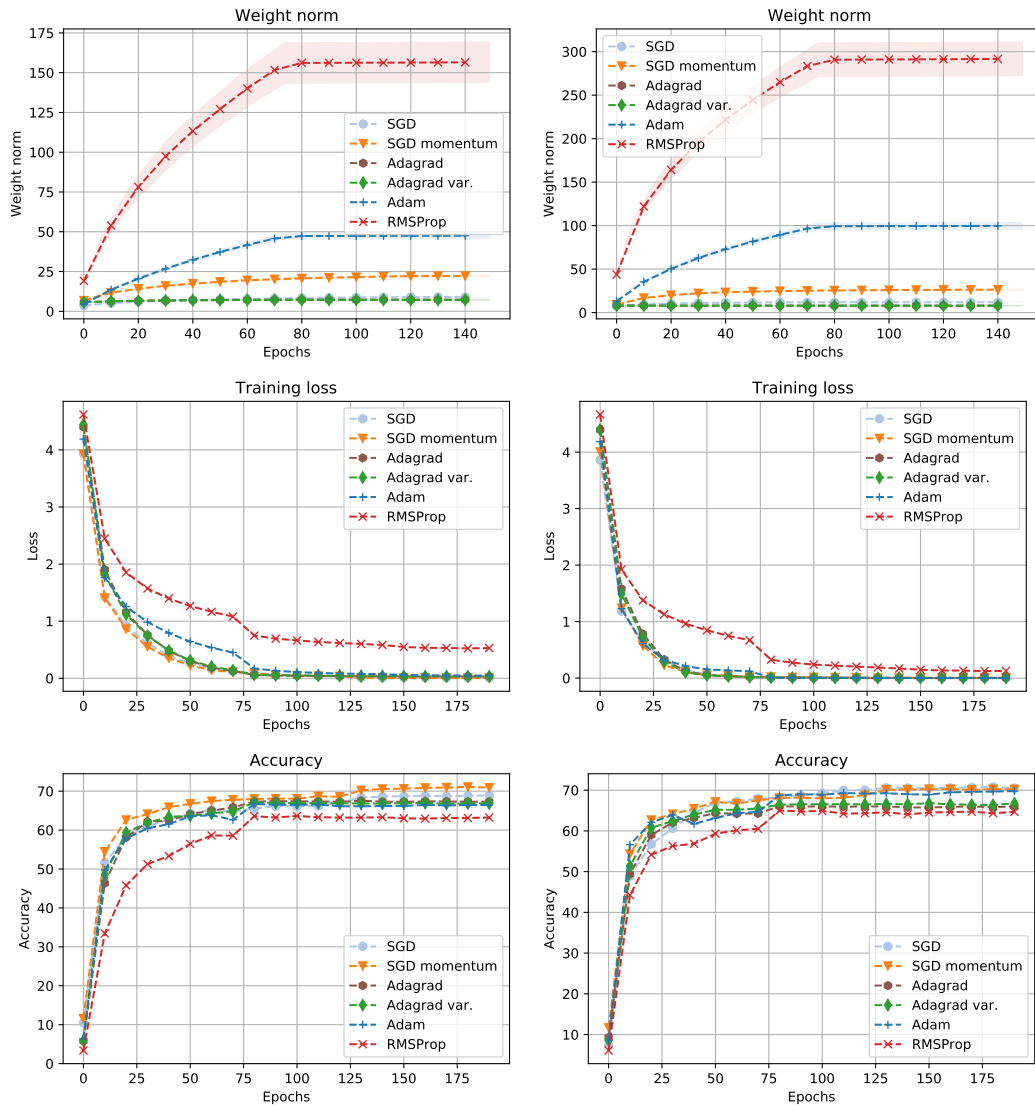 Weight norm
175
150
125
100
75
50
25
0
Weight norm
0 20 40 60 80 100 120 140
Epochs
SGD
SGD momentum
Adagrad
Adagrad var.
Adam
RMSProp
Weight norm
300
250
200
150
100
50
0
Weight norm
0 20 40 60 80 100 120 140
Epochs
SGD
SGD momentum
Adagrad
Adagrad var.
Adam
RMSProp
Training loss
4
3
2
1
0
Loss
0 25 50 75 100 125 150 175
Epochs
SGD
SGD momentum
Adagrad
Adagrad var.
Adam
RMSProp
Training loss
4
3
2
1
0
Loss
0 25 50 75 100 125 150 175
Epochs
SGD
SGD momentum
Adagrad
Adagrad var.
Adam
RMSProp
Accuracy
70
60
50
40
30
20
10
0
Accuracy
0 25 50 75 100 125 150 175
Epochs
SGD
SGD momentum
Adagrad
Adagrad var.
Adam
RMSProp
Accuracy
70
60
50
40
30
20
10
Accuracy
0 25 50 75 100 125 150 175
Epochs
SGD
SGD momentum
Adagrad
Adagrad var.
Adam
RMSProp